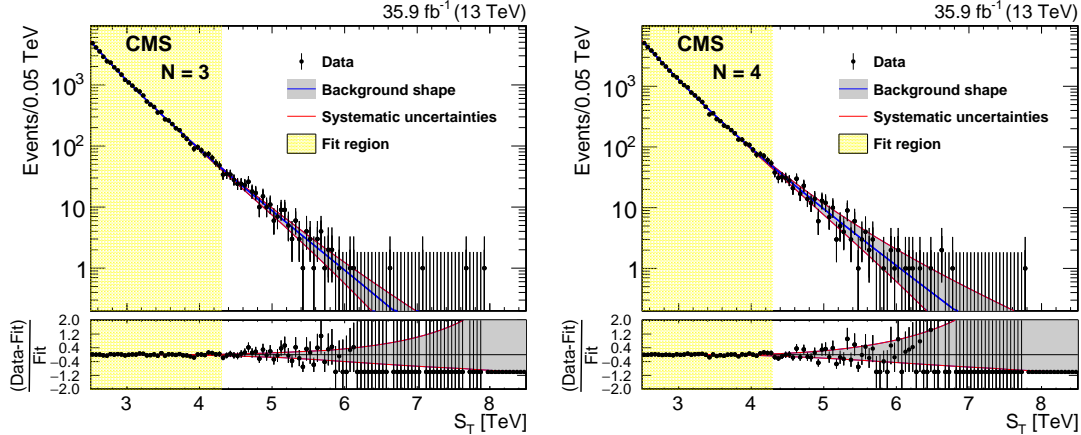 35.9 fb⁻¹ (13 TeV)
CMS
N = 3
Data
Background shape
Systematic uncertainties
Fit region
Events/0.05 TeV
10³
10²
10
1
(Data-Fit)
Fit
2.0
1.2
0.4
−0.4
−1.2
−2.0
3 4 5 6 7 8
S_T [TeV]
35.9 fb⁻¹ (13 TeV)
CMS
N = 4
Data
Background shape
Systematic uncertainties
Fit region
Events/0.05 TeV
10³
10²
10
1
(Data-Fit)
Fit
2.0
1.2
0.4
−0.4
−1.2
−2.0
3 4 5 6 7 8
S_T [TeV]